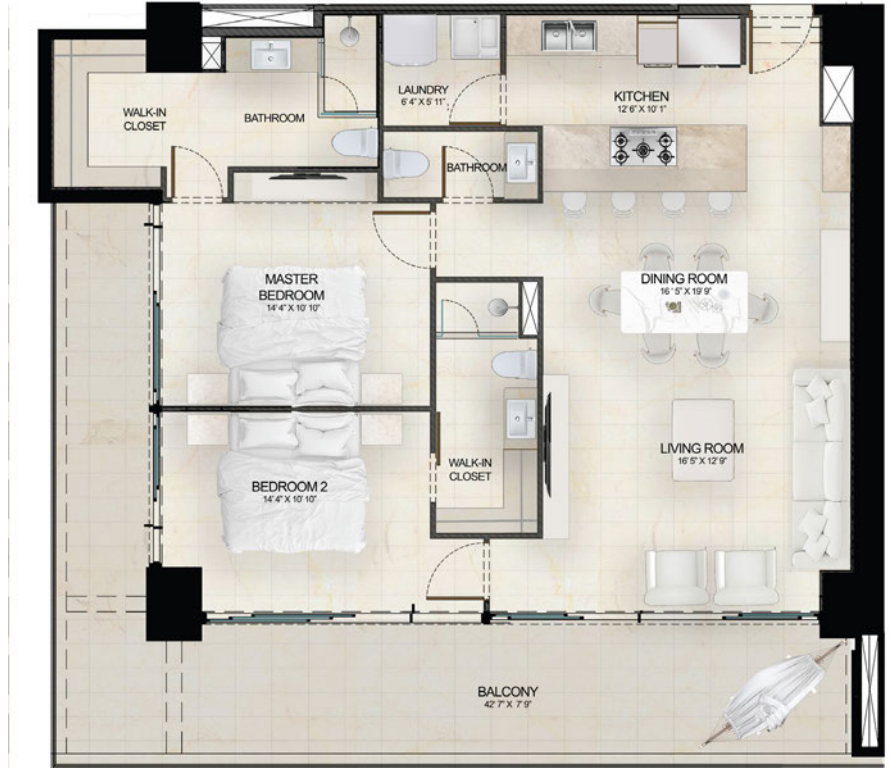 LAUNDRY
6' 4" X 5' 11"
KITCHEN
12' 6" X 10' 1"
WALK-IN
CLOSET
BATHROOM
BATHROOM
MASTER
BEDROOM
14' 4" X 10' 10"
DINING ROOM
16' 5" X 19' 9"
LIVING ROOM
16' 5" X 12' 9"
WALK-IN
CLOSET
BEDROOM 2
14' 4" X 10' 10"
BALCONY
42' 7" X 7' 9"